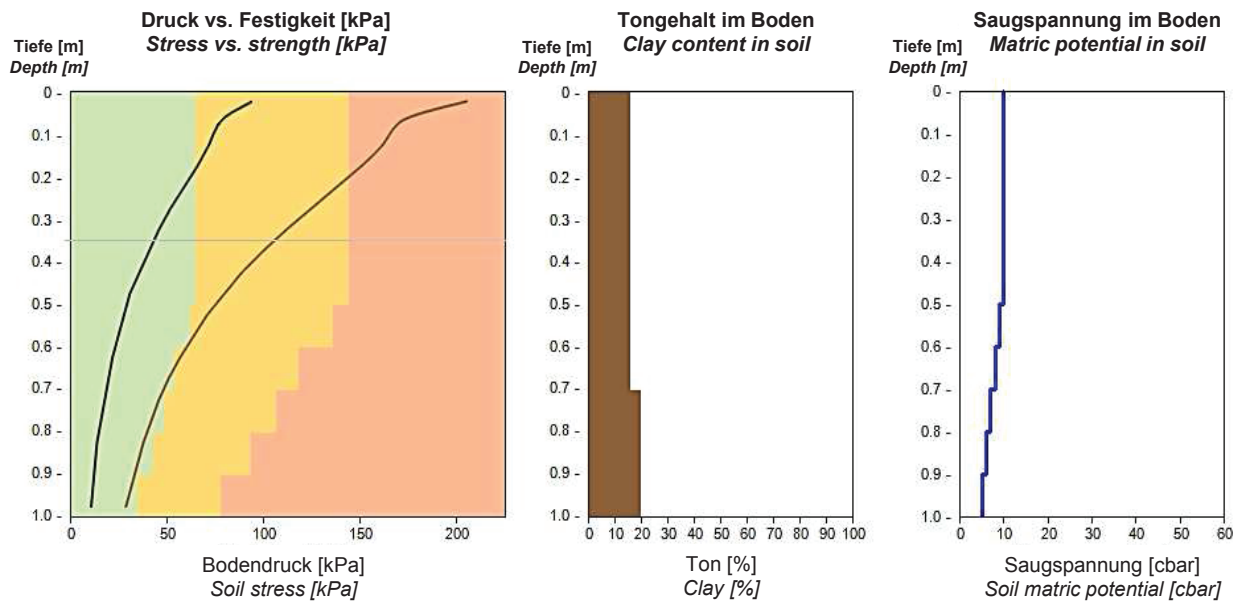 Druck vs. Festigkeit [kPa]
Stress vs. strength [kPa]
Tiefe [m]
Depth [m]
0 -
0.1 -
0.2 -
0.3 -
0.4 -
0.5 -
0.6 -
0.7 -
0.8 -
0.9 -
1.0 -
0 50 100 150 200
Bodendruck [kPa]
Soil stress [kPa]
Tongehalt im Boden
Clay content in soil
Tiefe [m]
Depth [m]
0 -
0.1 -
0.2 -
0.3 -
0.4 -
0.5 -
0.6 -
0.7 -
0.8 -
0.9 -
1.0 -
0 10 20 30 40 50 60 70 80 90 100
Ton [%]
Clay [%]
Saugspannung im Boden
Matric potential in soil
Tiefe [m]
Depth [m]
0 -
0.1 -
0.2 -
0.3 -
0.4 -
0.5 -
0.6 -
0.7 -
0.8 -
0.9 -
1.0 -
0 10 20 30 40 50 60
Saugspannung [cbar]
Soil matric potential [cbar]